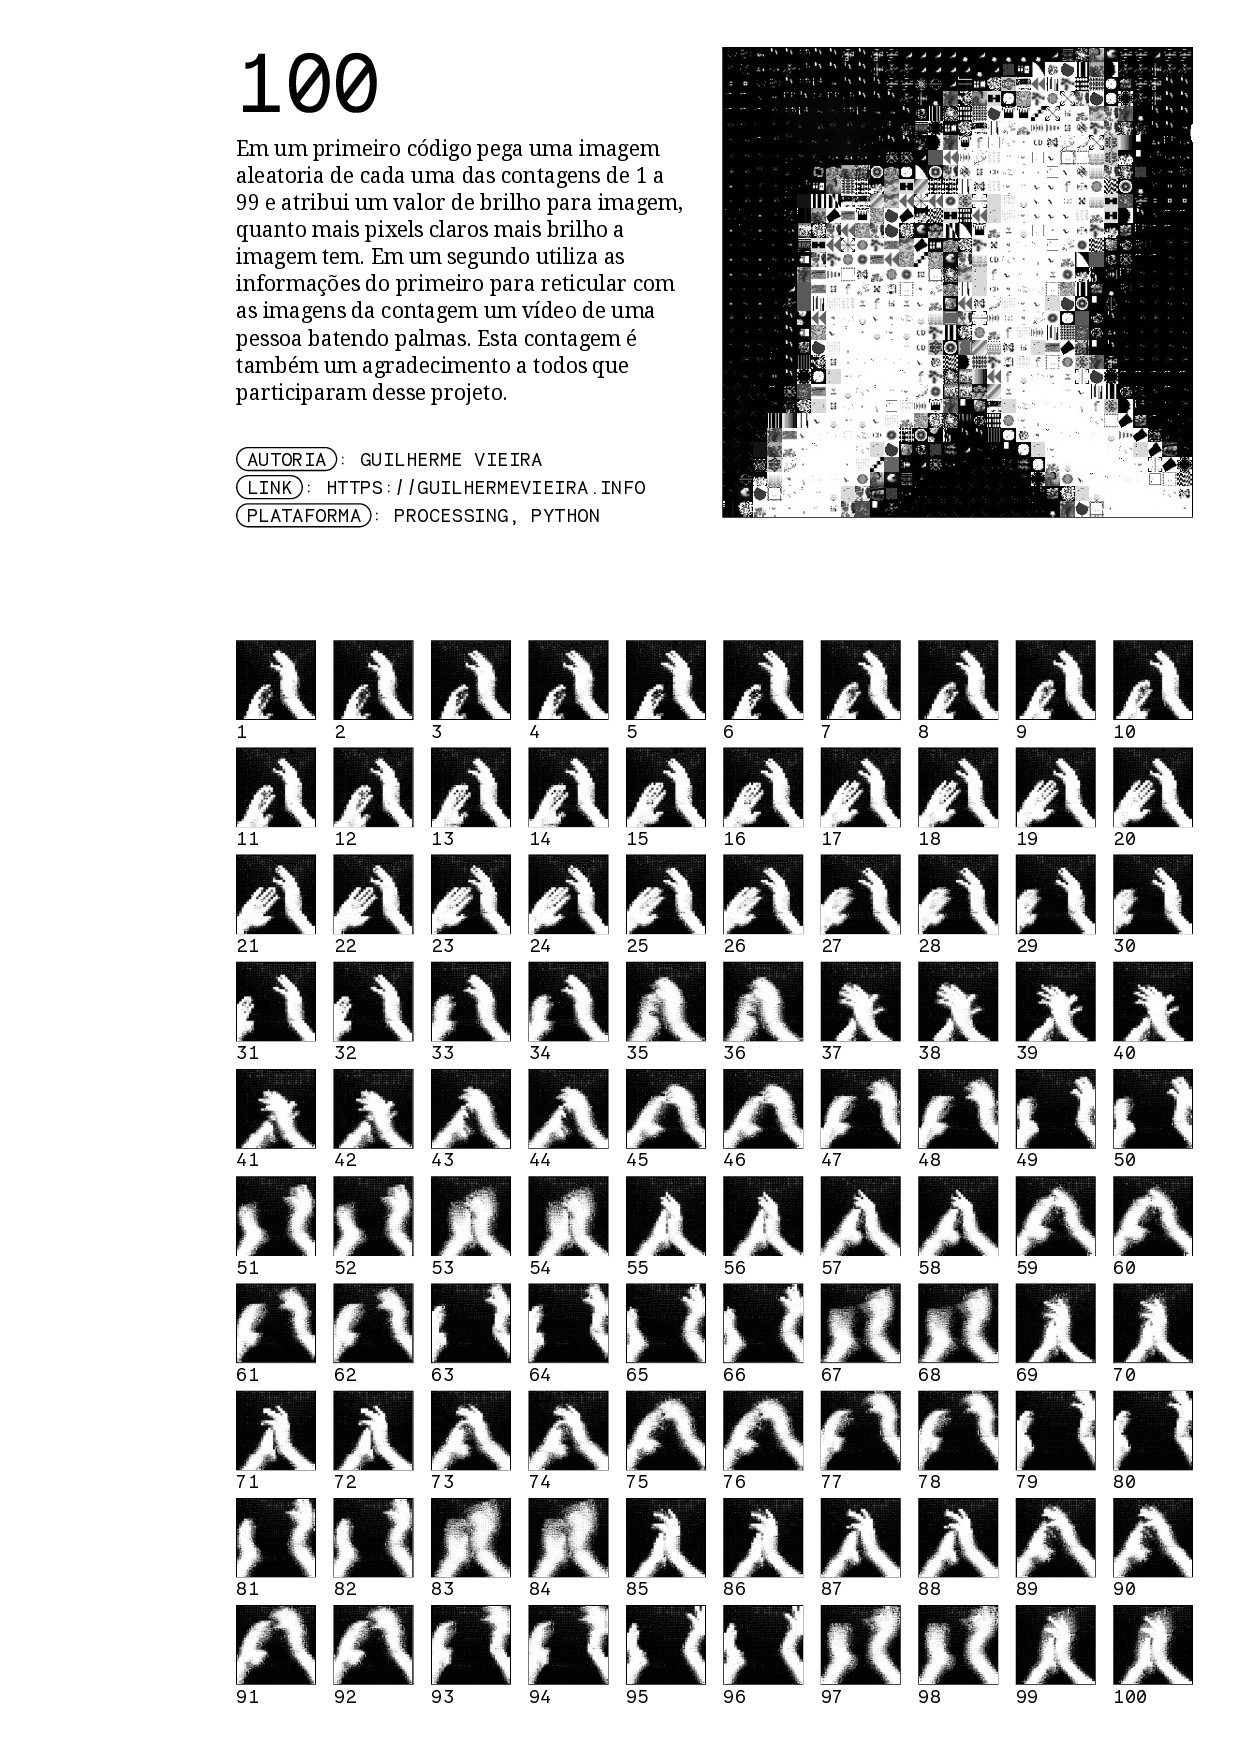 100
Em um primeiro código pega uma imagem
aleatoria de cada uma das contagens de 1 a
99 e atribui um valor de brilho para imagem,
quanto mais pixels claros mais brilho a
imagem tem. Em um segundo utiliza as
informações do primeiro para reticular com
as imagens da contagem um vídeo de uma
pessoa batendo palmas. Esta contagem é
também um agradecimento a todos que
participaram desse projeto.
AUTORIA: GUILHERME VIEIRA
LINK: HTTPS://GUILHERMEVIEIRA.INFO
PLATAFORMA: PROCESSING, PYTHON
1 2 3 4 5 6 7 8 9 10
11 12 13 14 15 16 17 18 19 20
21 22 23 24 25 26 27 28 29 30
31 32 33 34 35 36 37 38 39 40
41 42 43 44 45 46 47 48 49 50
51 52 53 54 55 56 57 58 59 60
61 62 63 64 65 66 67 68 69 70
71 72 73 74 75 76 77 78 79 80
81 82 83 84 85 86 87 88 89 90
91 92 93 94 95 96 97 98 99 100